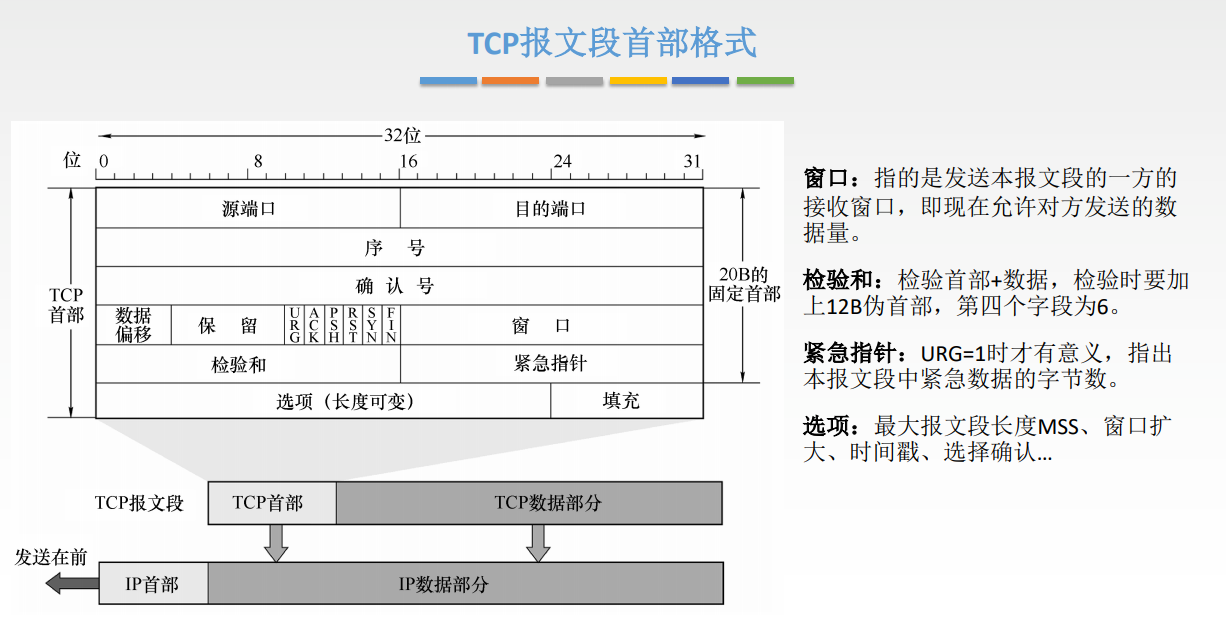 TCP报文段首部格式
32位
位 0 8 16 24 31
源端口 目的端口
序 号
确 认 号
TCP
首部
20B的
固定首部
数据
偏移
保 留
URG
ACK
PSH
RST
SYN
FIN
窗 口
检验和 紧急指针
选项（长度可变） 填充
TCP报文段 TCP首部 TCP数据部分
发送在前
IP首部 IP数据部分
窗口：指的是发送本报文段的一方的
接收窗口，即现在允许对方发送的数
据量。
检验和：检验首部+数据，检验时要加
上12B伪首部，第四个字段为6。
紧急指针：URG=1时才有意义，指出
本报文段中紧急数据的字节数。
选项：最大报文段长度MSS、窗口扩
大、时间戳、选择确认...